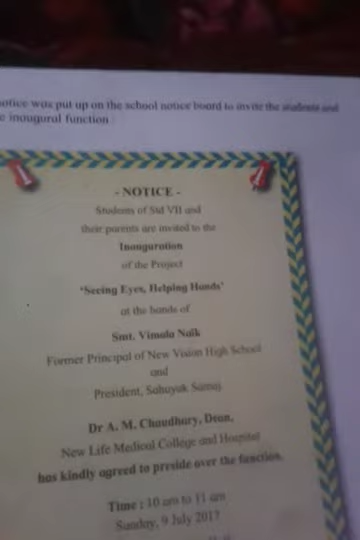 notice was put up on the school notice board to invite the students and
e inaugural function
- NOTICE -
Students of Std VII and
their parents are invited to the
Inauguration
of the Project
'Seeing Eyes, Helping Hands'
at the hands of
Smt. Vimala Naik
Former Principal of New Vision High School
and
President, Sahayak Samaj
Dr A. M. Chaudhary, Dean,
New Life Medical College and Hospital
has kindly agreed to preside over the function.
Time : 10 am to 11 am
Sunday, 9 July 2017